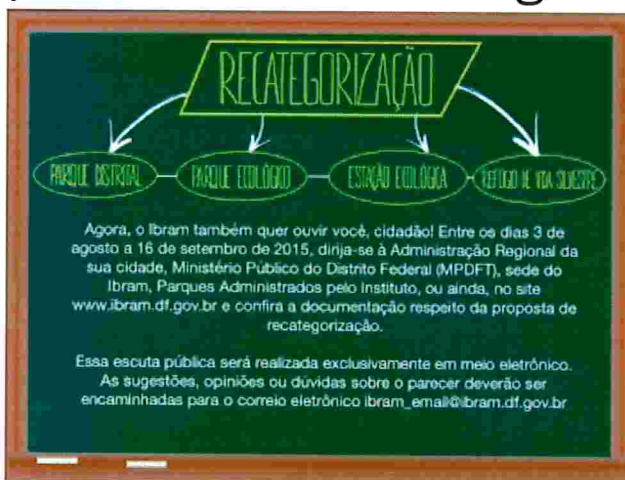 RECATEGORIZAÇÃO
PARQUE DISTRITAL PARQUE ECOLÓGICO ESTAÇÃO ECOLÓGICA REFÚGIO DE VIDA SILVESTRE
Agora, o Ibram também quer ouvir você, cidadão! Entre os dias 3 de
agosto a 16 de setembro de 2015, dirija-se à Administração Regional da
sua cidade, Ministério Público do Distrito Federal (MPDFT), sede do
Ibram, Parques Administrados pelo Instituto, ou ainda, no site
www.ibram.df.gov.br e confira a documentação respeito da proposta de
recategorização.
Essa escuta pública será realizada exclusivamente em meio eletrônico.
As sugestões, opiniões ou dúvidas sobre o parecer deverão ser
encaminhadas para o correio eletrônico ibram_email@ibram.df.gov.br